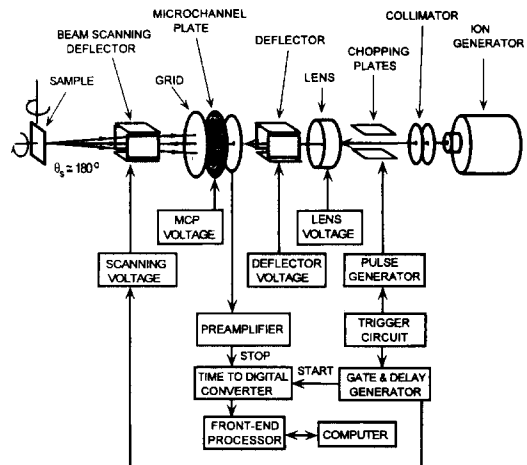 MICROCHANNEL
PLATE
BEAM SCANNING
DEFLECTOR
SAMPLE
GRID
DEFLECTOR
LENS
CHOPPING
PLATES
COLLIMATOR
ION
GENERATOR
θs ≃ 180°
MCP
VOLTAGE
LENS
VOLTAGE
SCANNING
VOLTAGE
DEFLECTOR
VOLTAGE
PULSE
GENERATOR
PREAMPLIFIER
TRIGGER
CIRCUIT
STOP
TIME TO DIGITAL
CONVERTER
START
GATE & DELAY
GENERATOR
FRONT-END
PROCESSOR
COMPUTER